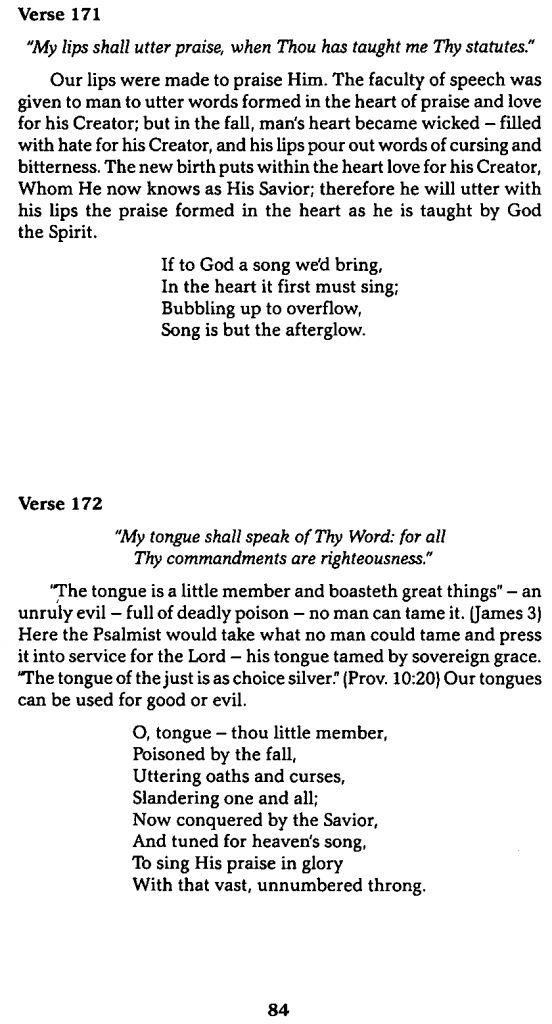 Verse 171
"My lips shall utter praise, when Thou has taught me Thy statutes."
Our lips were made to praise Him. The faculty of speech was
given to man to utter words formed in the heart of praise and love
for his Creator; but in the fall, man's heart became wicked – filled
with hate for his Creator, and his lips pour out words of cursing and
bitterness. The new birth puts within the heart love for his Creator,
Whom He now knows as His Savior; therefore he will utter with
his lips the praise formed in the heart as he is taught by God
the Spirit.
If to God a song we'd bring,
In the heart it first must sing;
Bubbling up to overflow,
Song is but the afterglow.
Verse 172
"My tongue shall speak of Thy Word: for all
Thy commandments are righteousness."
"The tongue is a little member and boasteth great things" – an
unruly evil – full of deadly poison – no man can tame it. (James 3)
Here the Psalmist would take what no man could tame and press
it into service for the Lord – his tongue tamed by sovereign grace.
"The tongue of the just is as choice silver." (Prov. 10:20) Our tongues
can be used for good or evil.
O, tongue – thou little member,
Poisoned by the fall,
Uttering oaths and curses,
Slandering one and all;
Now conquered by the Savior,
And tuned for heaven's song,
To sing His praise in glory
With that vast, unnumbered throng.
84